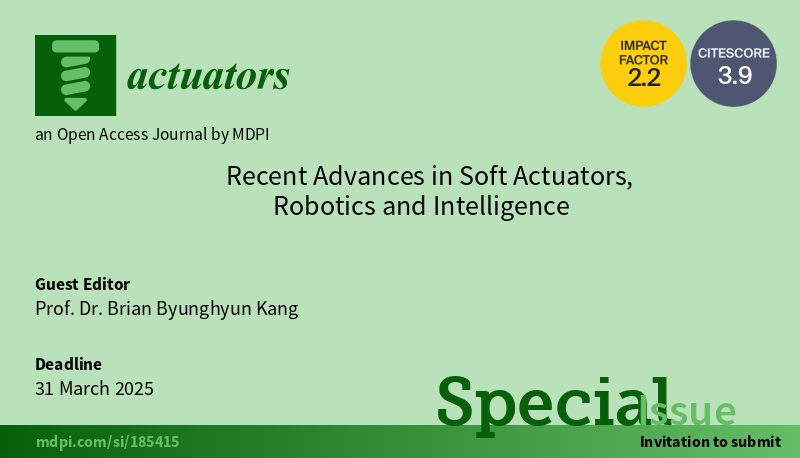 actuators
IMPACT
FACTOR
2.2
CITESCORE
3.9
an Open Access Journal by MDPI
Recent Advances in Soft Actuators,
Robotics and Intelligence
Guest Editor
Prof. Dr. Brian Byunghyun Kang
Deadline
31 March 2025
Special Issue
mdpi.com/si/185415
Invitation to submit